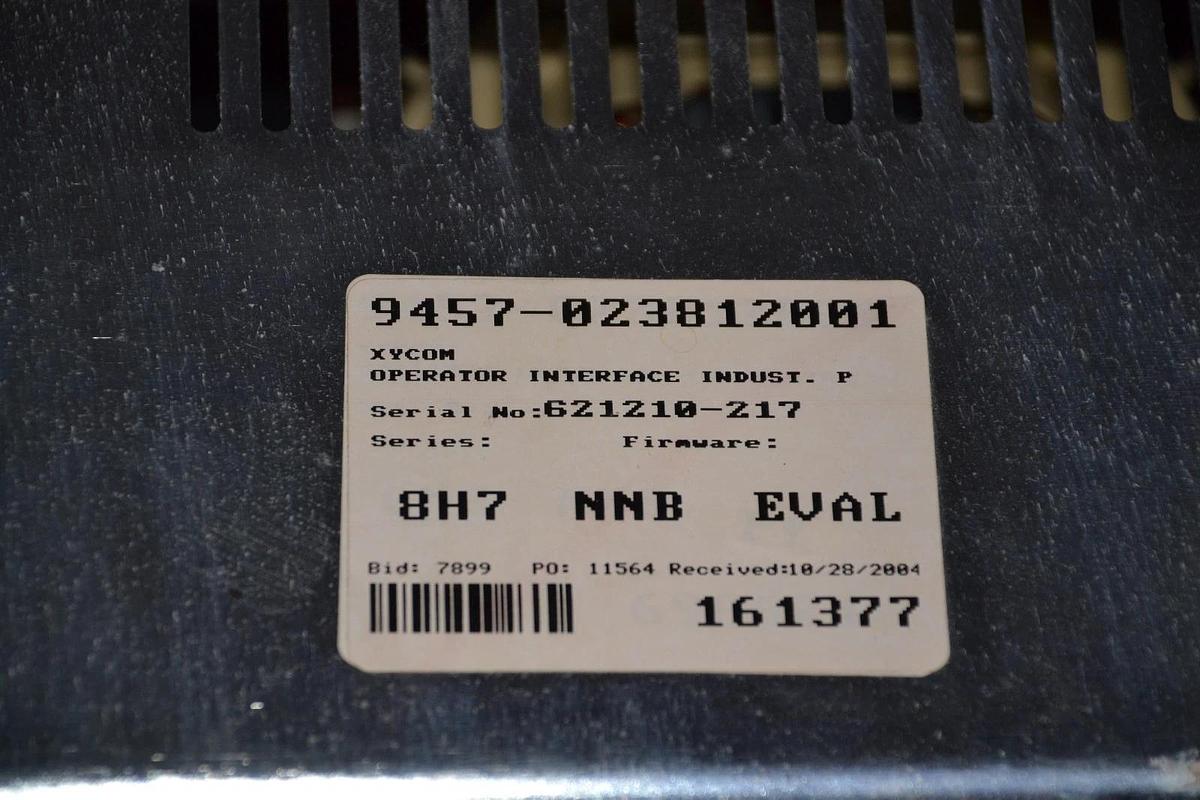 9457-023812001
XYCOM
OPERATOR INTERFACE INDUST. P
Serial No:621210-217
Series: Firmware:
8H7 NNB EVAL
Bid: 7899 PO: 11564 Received:10/28/2004
161377